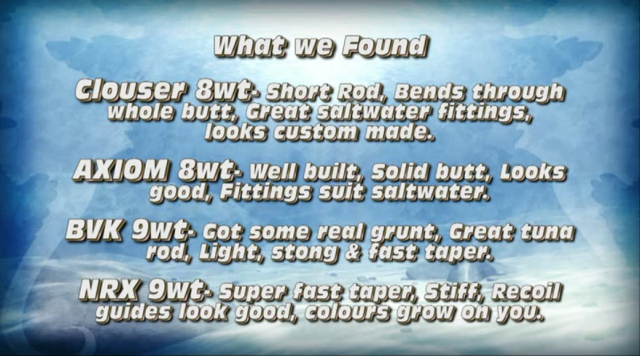 What we Found
Clouser 8wt- Short Rod, Bends through
whole butt, Great saltwater fittings,
looks custom made.
AXIOM 8wt- Well built, Solid butt, Looks
good, Fittings suit saltwater.
BVK 9wt- Got some real grunt, Great tuna
rod, Light, stong & fast taper.
NRX 9wt- Super fast taper, Stiff, Recoil
guides look good, colours grow on you.